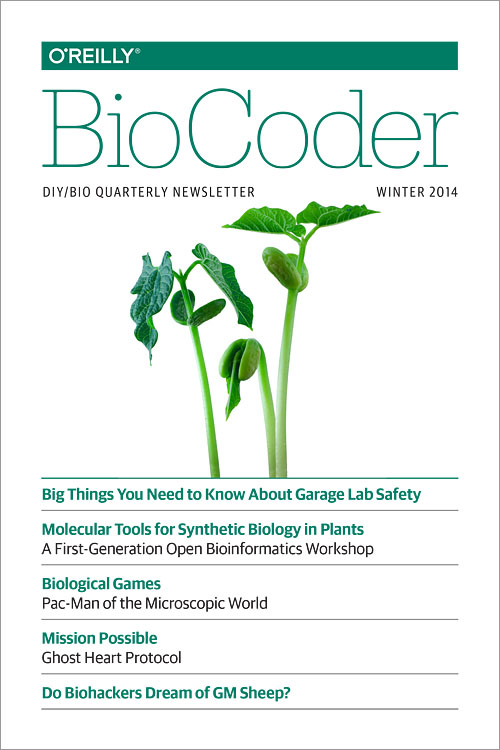 O'REILLY®
BioCoder
DIY/BIO QUARTERLY NEWSLETTER WINTER 2014
Big Things You Need to Know About Garage Lab Safety
Molecular Tools for Synthetic Biology in Plants
A First-Generation Open Bioinformatics Workshop
Biological Games
Pac-Man of the Microscopic World
Mission Possible
Ghost Heart Protocol
Do Biohackers Dream of GM Sheep?